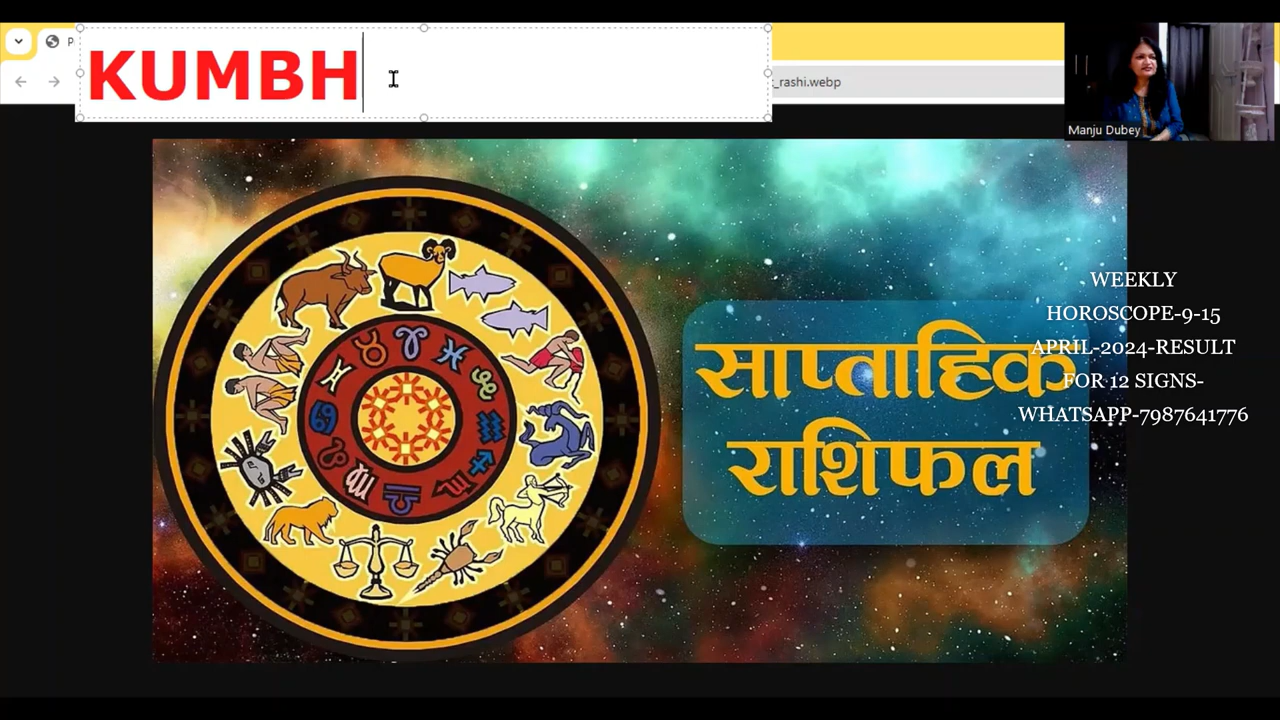 P
KUMBH
_rashi.webp
Manju Dubey
साप्ताहिक
राशिफल
WEEKLY
HOROSCOPE-9-15
APRIL-2024-RESULT
FOR 12 SIGNS-
WHATSAPP-7987641776